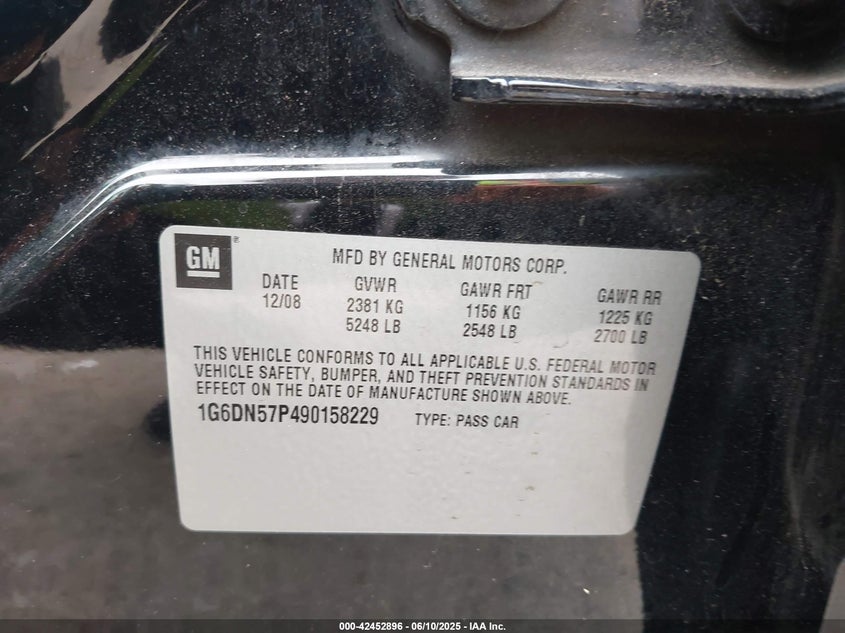 GM
®
MFD BY GENERAL MOTORS CORP.
DATE GVWR GAWR FRT GAWR RR
12/08 2381 KG 1156 KG 1225 KG
5248 LB 2548 LB 2700 LB
THIS VEHICLE CONFORMS TO ALL APPLICABLE U.S. FEDERAL MOTOR
VEHICLE SAFETY, BUMPER, AND THEFT PREVENTION STANDARDS IN
EFFECT ON THE DATE OF MANUFACTURE SHOWN ABOVE.
1G6DN57P490158229 TYPE: PASS CAR
000-42452896 - 06/10/2025 - IAA Inc.